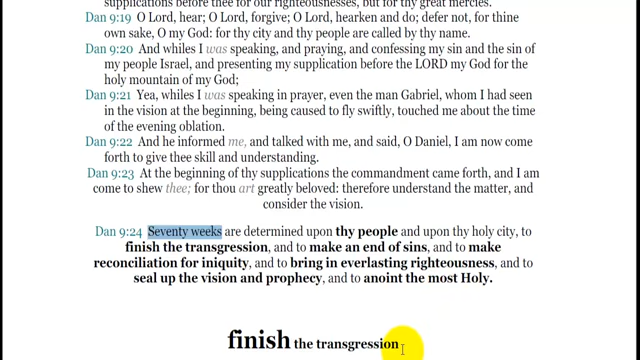 supplications before thee for our righteousnesses, but for thy great mercies.
Dan 9:19 O Lord, hear; O Lord, forgive; O Lord, hearken and do; defer not, for thine
own sake, O my God: for thy city and thy people are called by thy name.
Dan 9:20 And whiles I was speaking, and praying, and confessing my sin and the sin of
my people Israel, and presenting my supplication before the LORD my God for the
holy mountain of my God;
Dan 9:21 Yea, whiles I was speaking in prayer, even the man Gabriel, whom I had seen
in the vision at the beginning, being caused to fly swiftly, touched me about the time
of the evening oblation.
Dan 9:22 And he informed me, and talked with me, and said, O Daniel, I am now come
forth to give thee skill and understanding.
Dan 9:23 At the beginning of thy supplications the commandment came forth, and I am
come to shew thee; for thou art greatly beloved: therefore understand the matter, and
consider the vision.
Dan 9:24 Seventy weeks are determined upon thy people and upon thy holy city, to
finish the transgression, and to make an end of sins, and to make
reconciliation for iniquity, and to bring in everlasting righteousness, and to
seal up the vision and prophecy, and to anoint the most Holy.
finish the transgression